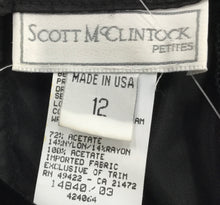 SCOTT McCLINTOCK
PETITES
MADE IN USA
12
72% ACETATE
14%NYLON/14%RAYON
100% ACETATE
IMPORTED FABRIC
EXCLUSIVE OF TRIM
RN 49422 - CA 21472
14840/03
424064